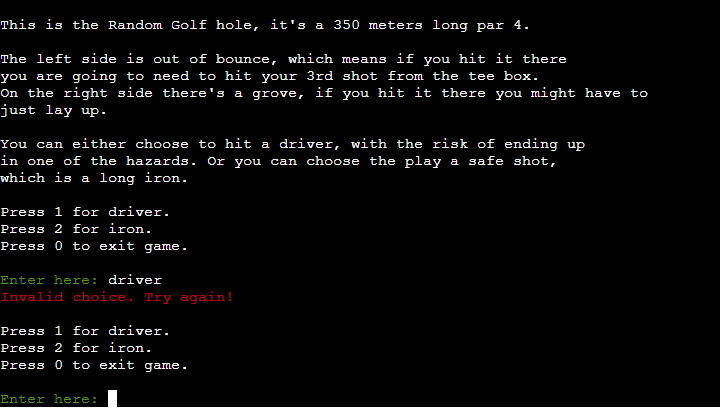 This is the Random Golf hole, it's a 350 meters long par 4.
The left side is out of bounce, which means if you hit it there
you are going to need to hit your 3rd shot from the tee box.
On the right side there's a grove, if you hit it there you might have to
just lay up.
You can either choose to hit a driver, with the risk of ending up
in one of the hazards. Or you can choose the play a safe shot,
which is a long iron.
Press 1 for driver.
Press 2 for iron.
Press 0 to exit game.
Enter here: driver
Invalid choice. Try again!
Press 1 for driver.
Press 2 for iron.
Press 0 to exit game.
Enter here: